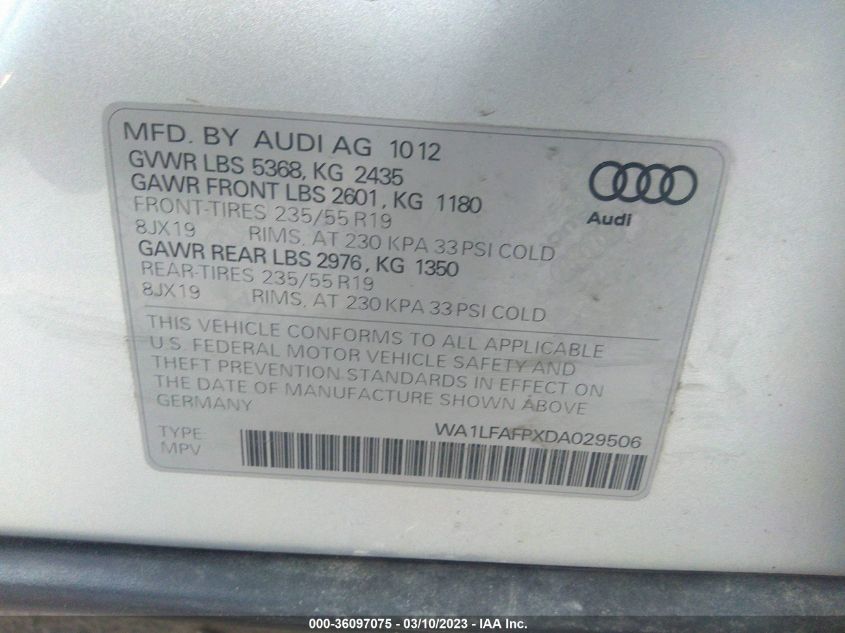 MFD. BY AUDI AG 1012
GVWR LBS 5368, KG 2435
GAWR FRONT LBS 2601, KG 1180
FRONT-TIRES 235/55 R19
8JX19 RIMS, AT 230 KPA 33 PSI COLD
GAWR REAR LBS 2976, KG 1350
REAR-TIRES 235/55 R19
8JX19 RIMS, AT 230 KPA 33 PSI COLD
Audi
THIS VEHICLE CONFORMS TO ALL APPLICABLE
U.S. FEDERAL MOTOR VEHICLE SAFETY AND
THEFT PREVENTION STANDARDS IN EFFECT ON
THE DATE OF MANUFACTURE SHOWN ABOVE
GERMANY
WA1LFAFPXDA029506
TYPE
MPV
000-36097075 - 03/10/2023 - © IAA, Inc.